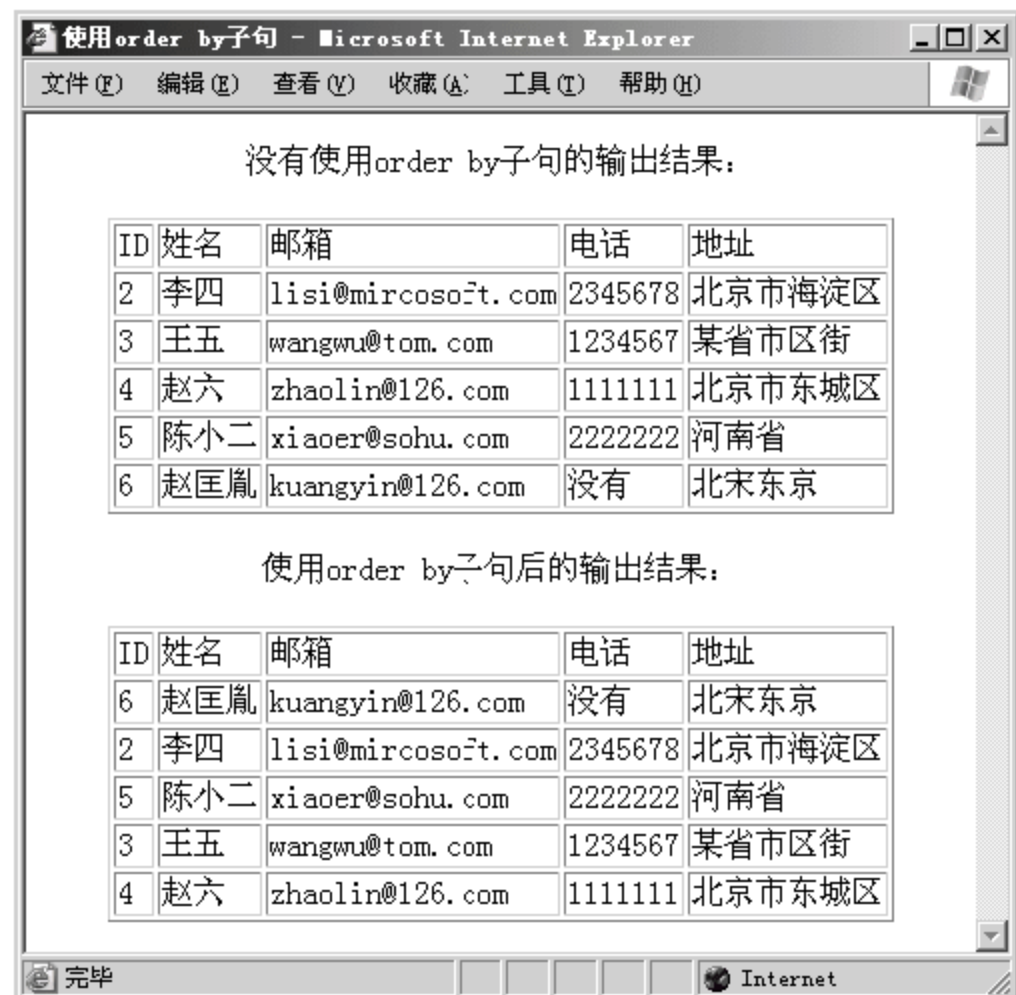 使用order by子句 - Microsoft Internet Explorer
文件(F) 编辑(E) 查看(V) 收藏(A) 工具(T) 帮助(H)
没有使用order by子句的输出结果：
ID 姓名 邮箱 电话 地址
2 李四 lisi@mircosoft.com 2345678 北京市海淀区
3 王五 wangwu@tom.com 1234567 某省市区街
4 赵六 zhaolin@126.com 1111111 北京市东城区
5 陈小二 xiaoer@sohu.com 2222222 河南省
6 赵匡胤 kuangyin@126.com 没有 北宋东京
使用order by子句后的输出结果：
ID 姓名 邮箱 电话 地址
6 赵匡胤 kuangyin@126.com 没有 北宋东京
2 李四 lisi@mircosoft.com 2345678 北京市海淀区
5 陈小二 xiaoer@sohu.com 2222222 河南省
3 王五 wangwu@tom.com 1234567 某省市区街
4 赵六 zhaolin@126.com 1111111 北京市东城区
完毕 Internet